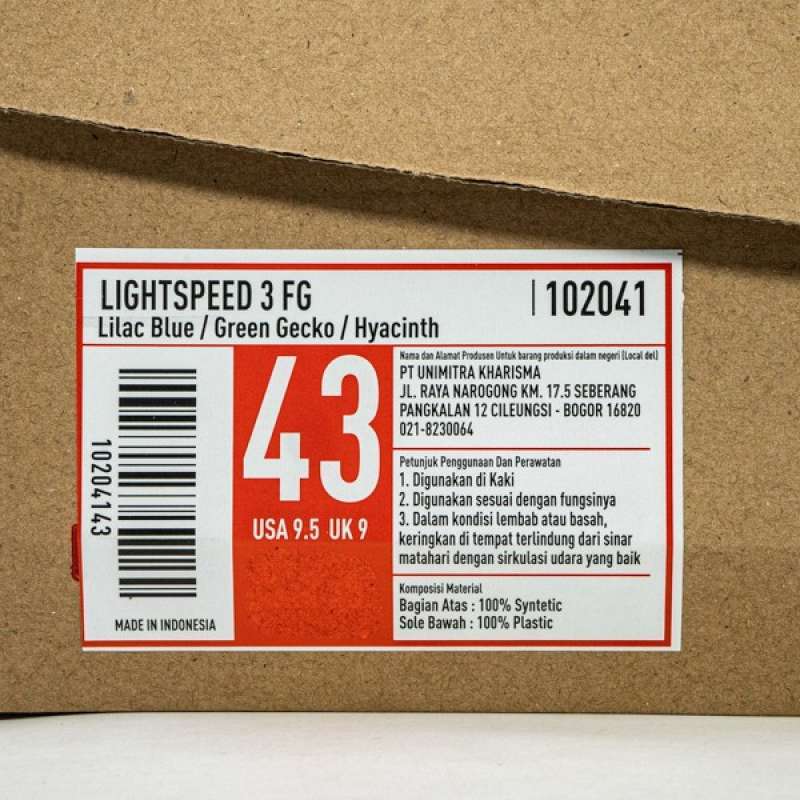 LIGHTSPEED 3 FG
Lilac Blue / Green Gecko / Hyacinth
| 102041
10204143
MADE IN INDONESIA
43
USA 9.5 UK 9
Nama dan Alamat Produsen Untuk barang produksi dalam negeri (Local del)
PT UNIMITRA KHARISMA
JL. RAYA NAROGONG KM. 17.5 SEBERANG
PANGKALAN 12 CILEUNGSI - BOGOR 16820
021-8230064
Petunjuk Penggunaan Dan Perawatan
1. Digunakan di Kaki
2. Digunakan sesuai dengan fungsinya
3. Dalam kondisi lembab atau basah,
keringkan di tempat terlindung dari sinar
matahari dengan sirkulasi udara yang baik
Komposisi Material
Bagian Atas : 100% Syntetic
Sole Bawah : 100% Plastic